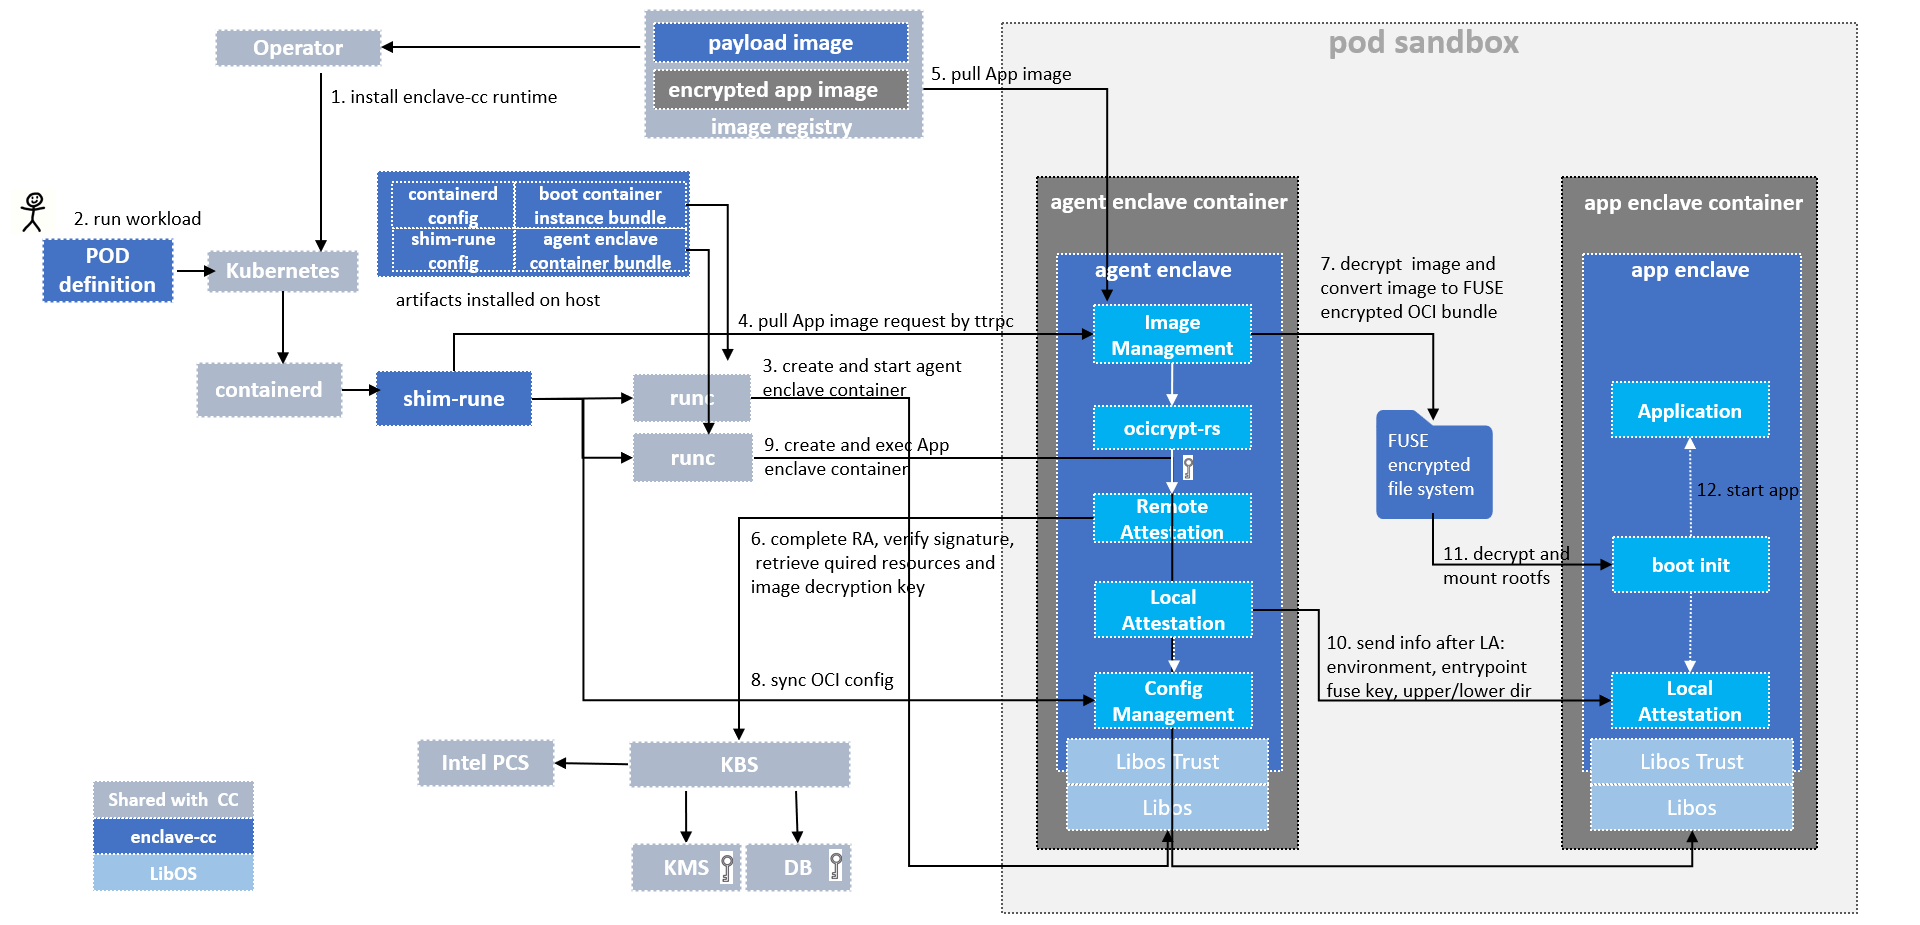 Operator
payload image
encrypted app image
image registry
1. install enclave-cc runtime
5. pull App image
pod sandbox
2. run workload
POD
definition
Kubernetes
containerd
config
boot container
instance bundle
shim-rune
config
agent enclave
container bundle
artifacts installed on host
containerd
shim-rune
4. pull App image request by ttrpc
3. create and start agent
enclave container
runc
9. create and exec App
enclave container
runc
6. complete RA, verify signature,
retrieve quired resources and
image decryption key
8. sync OCI config
Intel PCS
KBS
KMS
DB
Shared with  CC
enclave-cc
LibOS
agent enclave container
agent enclave
Image
Management
ocicrypt-rs
Remote
Attestation
Local
Attestation
Config
Management
Libos Trust
Libos
7. decrypt  image and
convert image to FUSE
encrypted OCI bundle
FUSE
encrypted
file system
11. decrypt and
mount rootfs
10. send info after LA:
environment, entrypoint
fuse key, upper/lower dir
app enclave container
app enclave
Application
12. start app
boot init
Local
Attestation
Libos Trust
Libos